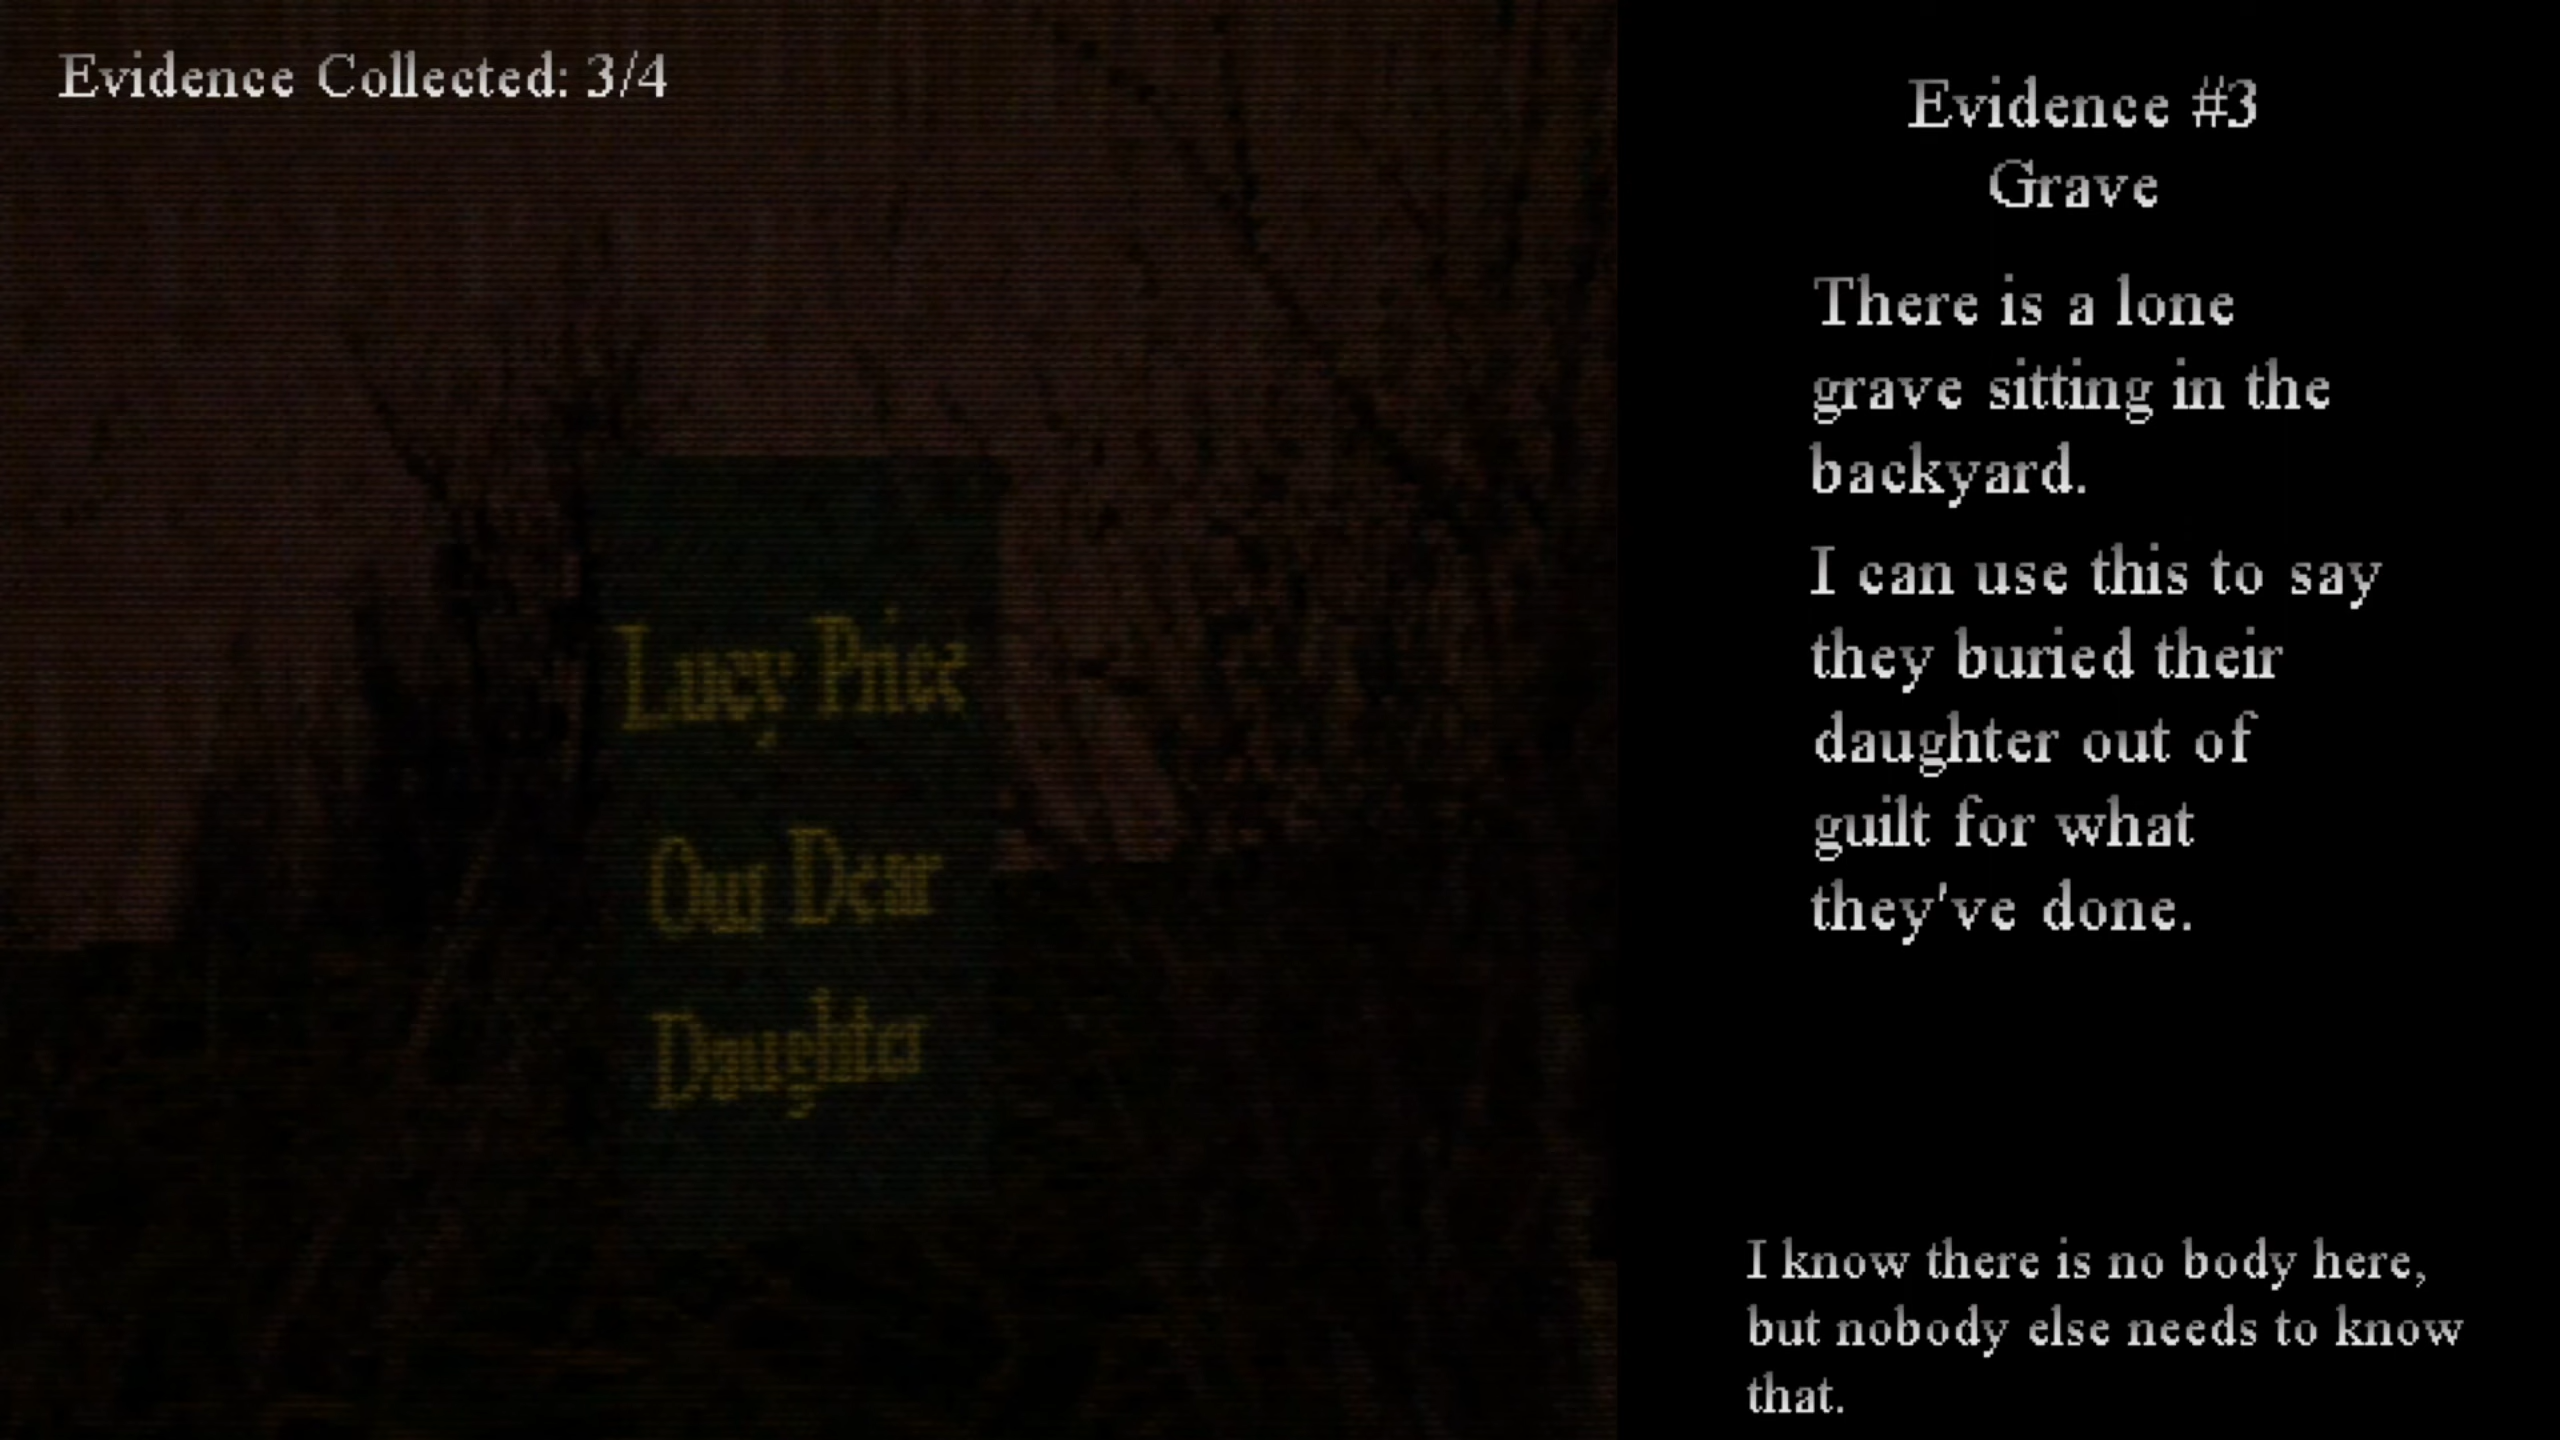 Evidence Collected: 3/4
Lucy Price
Our Dear
Daughter
Evidence #3
Grave
There is a lone
grave sitting in the
backyard.
I can use this to say
they buried their
daughter out of
guilt for what
they've done.
I know there is no body here,
but nobody else needs to know
that.